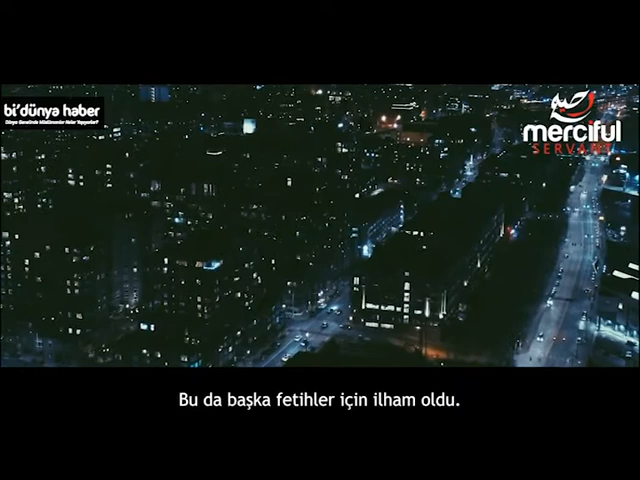 bi'dünya haber
merciful
SERVANT
Bu da başka fetihler için ilham oldu.